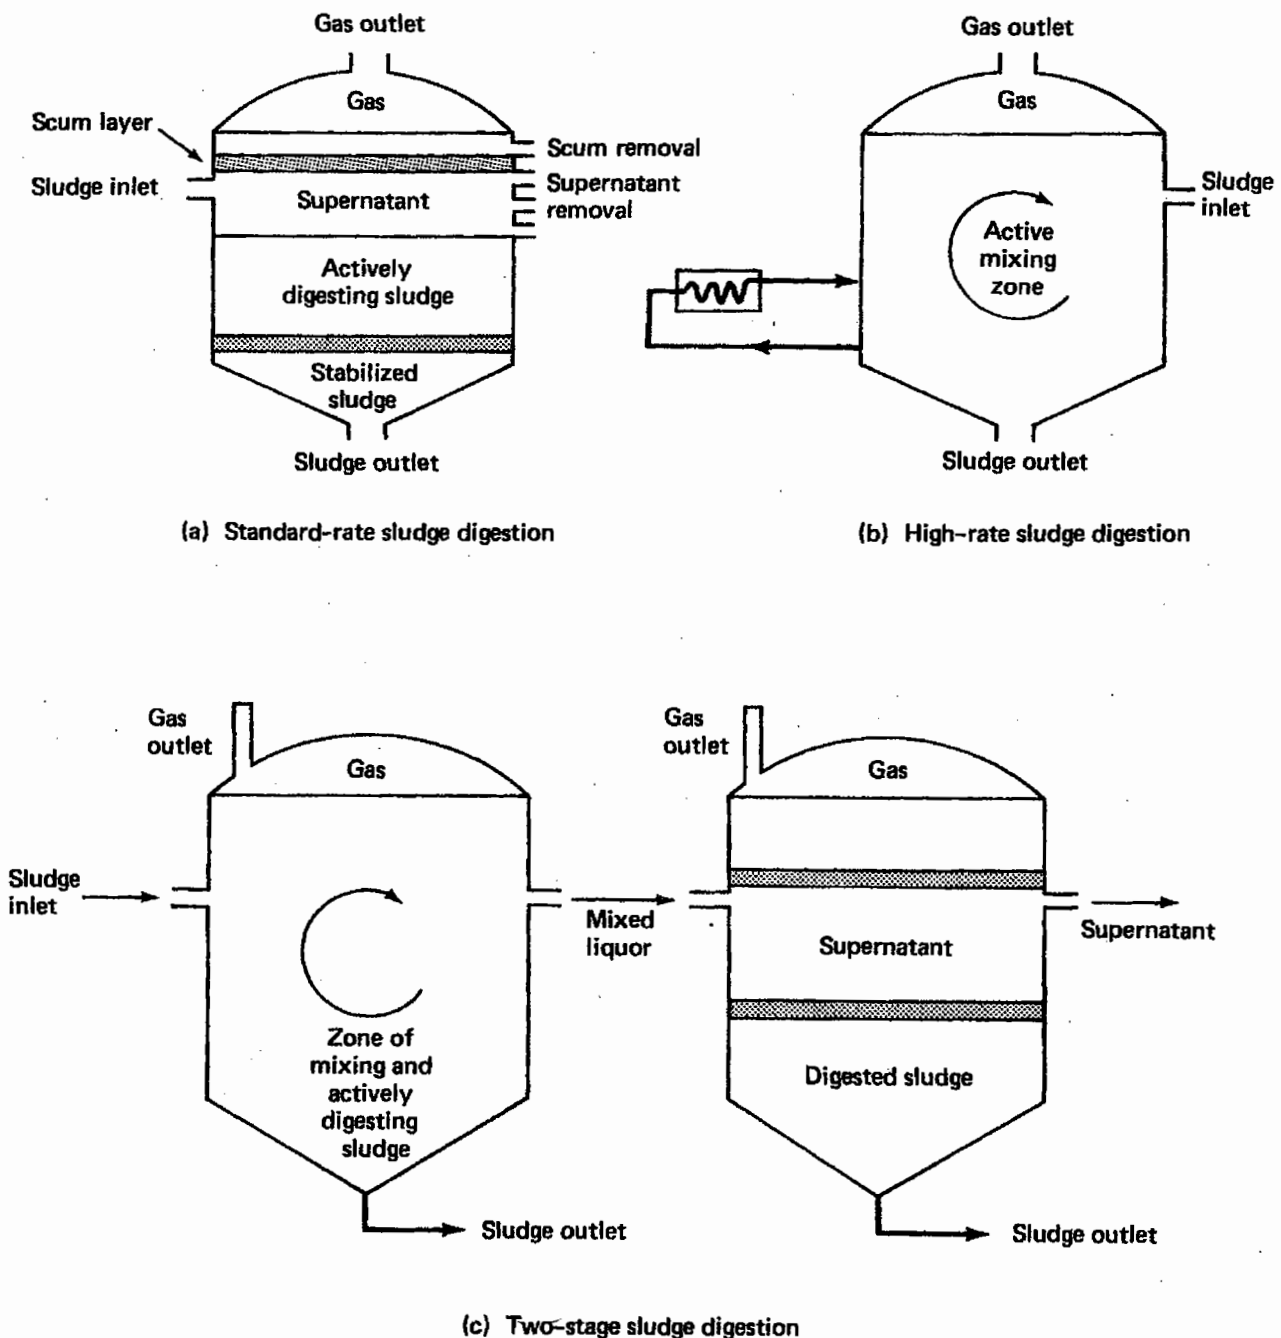 Gas outlet
Gas
Scum layer
Scum removal
Sludge inlet
Supernatant
Supernatant
removal
Actively
digesting sludge
Stabilized
sludge
Sludge outlet
(a) Standard-rate sludge digestion
Gas outlet
Gas
Sludge
inlet
Active
mixing
zone
Sludge outlet
(b) High-rate sludge digestion
Gas
outlet
Gas
Sludge
inlet
Mixed
liquor
Zone of
mixing and
actively
digesting
sludge
Sludge outlet
Gas
outlet
Gas
Supernatant
Supernatant
Digested sludge
Sludge outlet
(c) Two-stage sludge digestion